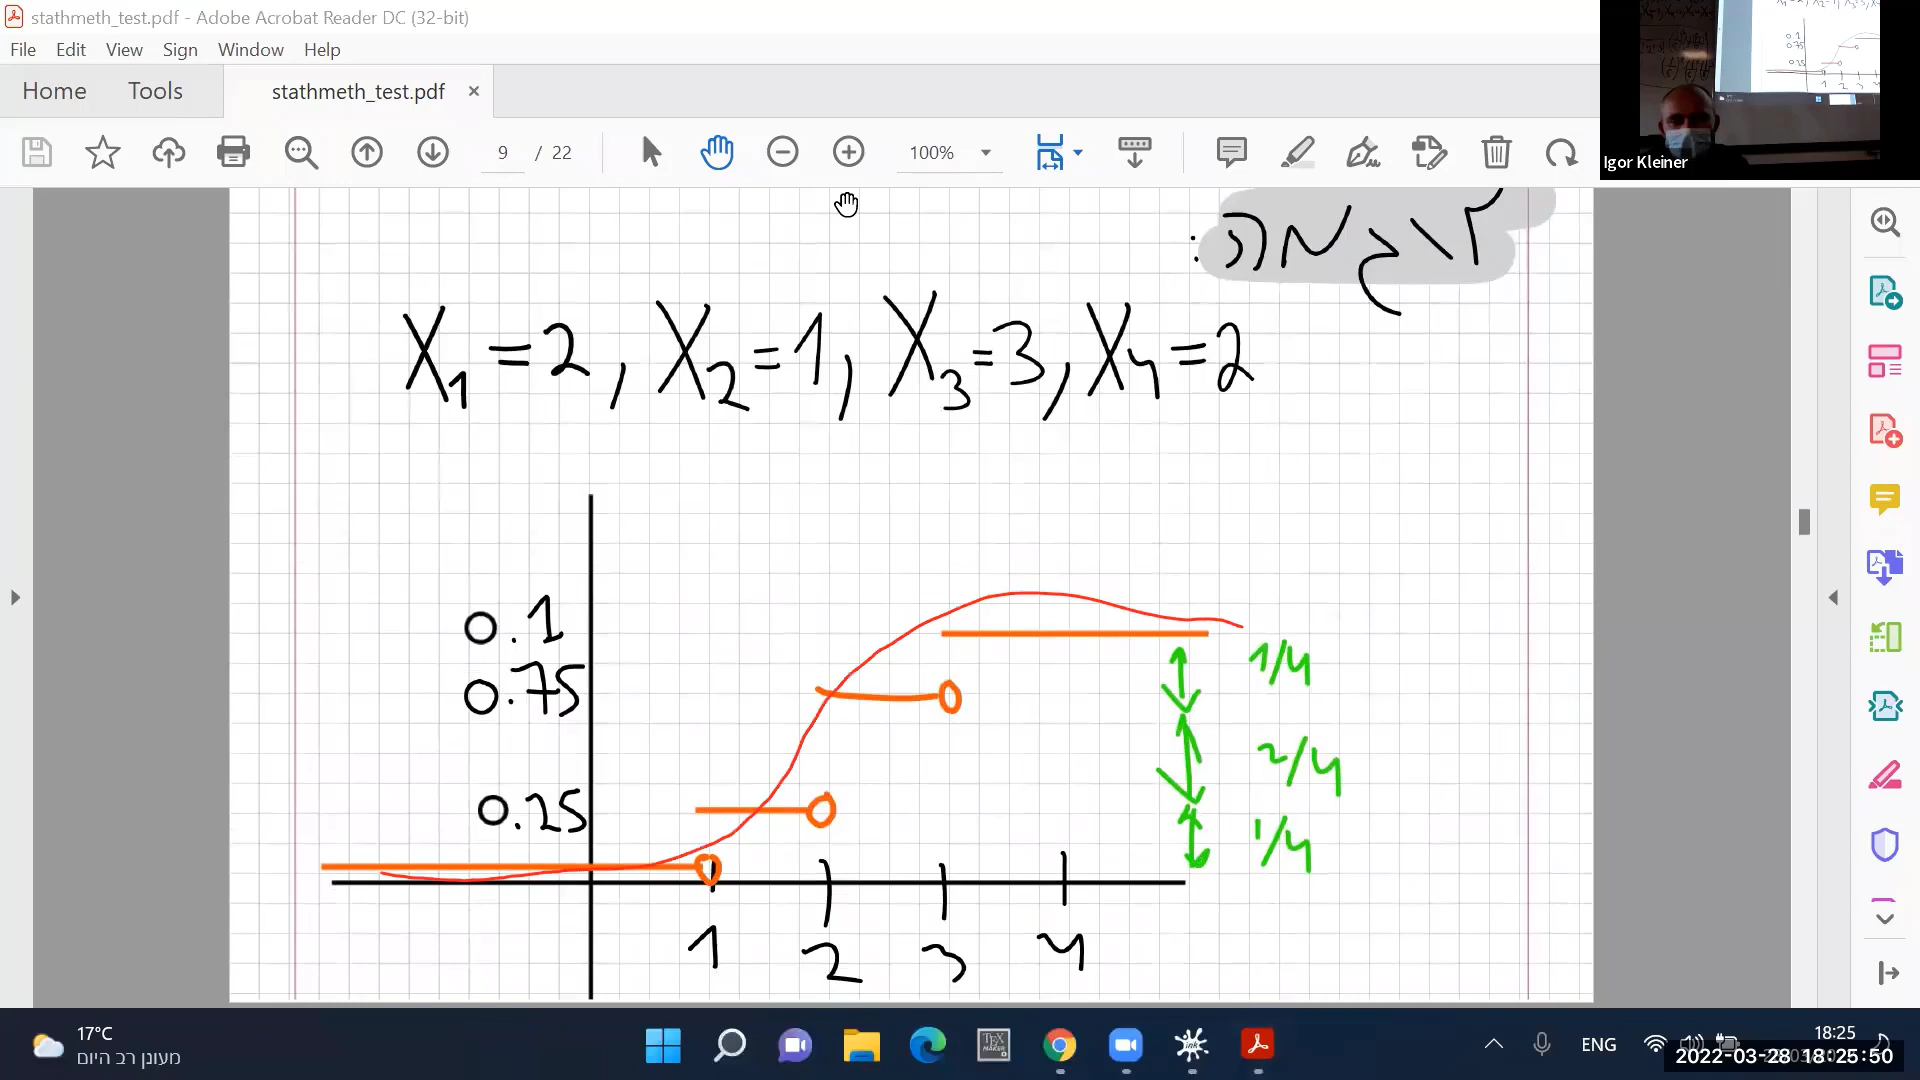 stathmeth_test.pdf - Adobe Acrobat Reader DC (32-bit)
File Edit View Sign Window Help
Home Tools stathmeth_test.pdf ×
9 / 22 100%
Igor Kleiner
X₁ = 2, X₂ = 1, X₃ = 3, X₄ = 2
0.1
0.75
0.25
1/4
2/4
1/4
1 2 3 4
17°C
מעונן רב היום
ENG
18:25
2022-03-28 18:25:50